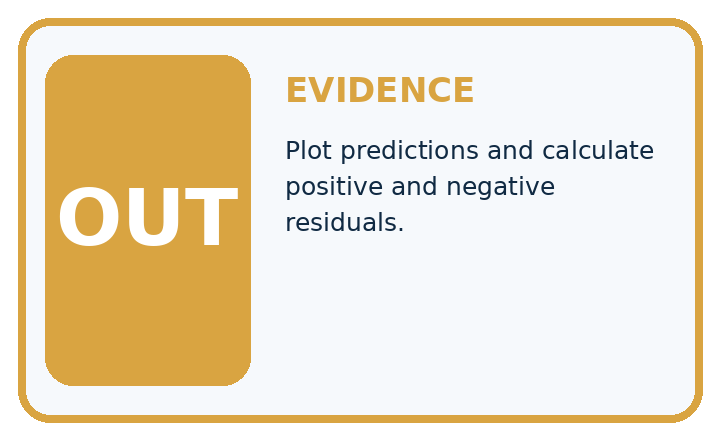 OUT
EVIDENCE
Plot predictions and calculate
positive and negative
residuals.